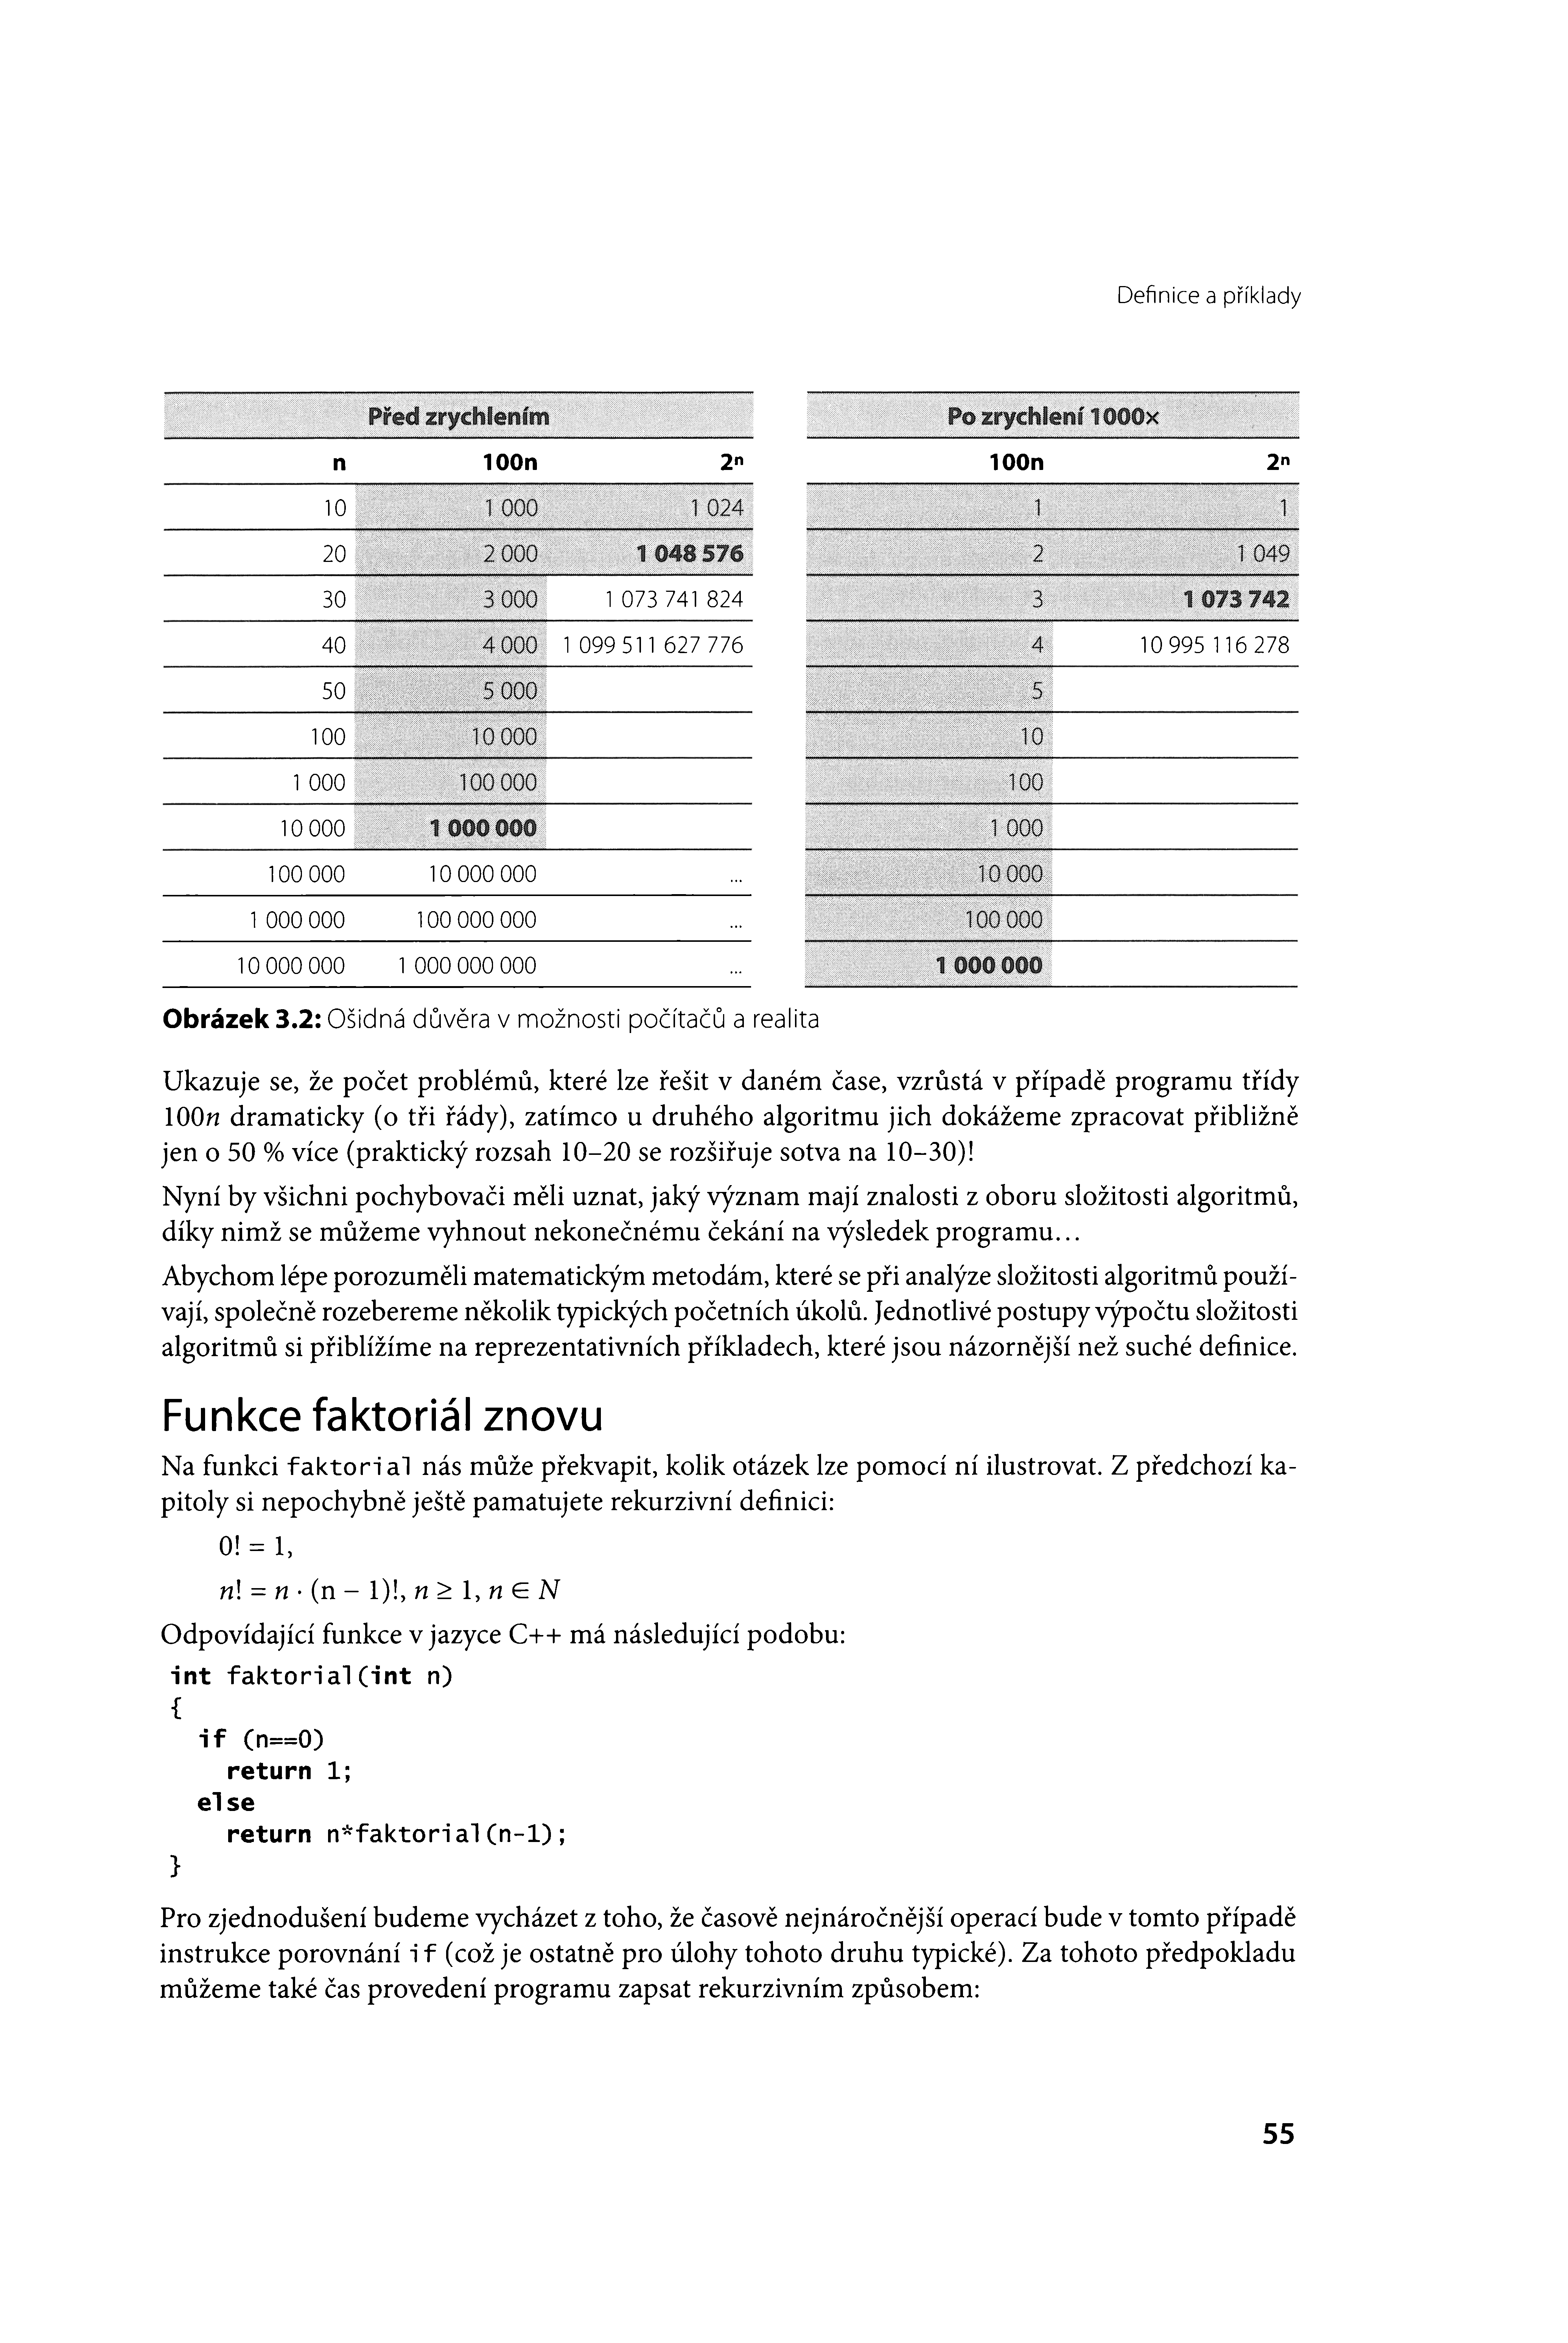 Definice a příklady
Před zrychlením Po zrychlení 1000x
n 100n 2ⁿ 100n 2ⁿ
10 1 000 1 024 1 1
20 2 000 1 048 576 2 1 049
30 3 000 1 073 741 824 3 1 073 742
40 4 000 1 099 511 627 776 4 10 995 116 278
50 5 000 5
100 10 000 10
1 000 100 000 100
10 000 1 000 000 1 000
100 000 10 000 000 ... 10 000
1 000 000 100 000 000 ... 100 000
10 000 000 1 000 000 000 ... 1 000 000
Obrázek 3.2: Ošidná důvěra v možnosti počítačů a realita
Ukazuje se, že počet problémů, které lze řešit v daném čase, vzrůstá v případě programu třídy
100n dramaticky (o tři řády), zatímco u druhého algoritmu jich dokážeme zpracovat přibližně
jen o 50 % více (praktický rozsah 10–20 se rozšiřuje sotva na 10–30)!
Nyní by všichni pochybovači měli uznat, jaký význam mají znalosti z oboru složitosti algoritmů,
díky nimž se můžeme vyhnout nekonečnému čekání na výsledek programu…
Abychom lépe porozuměli matematickým metodám, které se při analýze složitosti algoritmů použí-
vají, společně rozebereme několik typických početních úkolů. Jednotlivé postupy výpočtu složitosti
algoritmů si přiblížíme na reprezentativních příkladech, které jsou názornější než suché definice.
Funkce faktoriál znovu
Na funkci faktorial nás může překvapit, kolik otázek lze pomocí ní ilustrovat. Z předchozí ka-
pitoly si nepochybně ještě pamatujete rekurzivní definici:
0! = 1,
n! = n · (n – 1)!, n ≥ 1, n ∈ N
Odpovídající funkce v jazyce C++ má následující podobu:
int faktorial(int n)
{
if (n==0)
return 1;
else
return n*faktorial(n-1);
}
Pro zjednodušení budeme vycházet z toho, že časově nejnáročnější operací bude v tomto případě
instrukce porovnání if (což je ostatně pro úlohy tohoto druhu typické). Za tohoto předpokladu
můžeme také čas provedení programu zapsat rekurzivním způsobem:
55